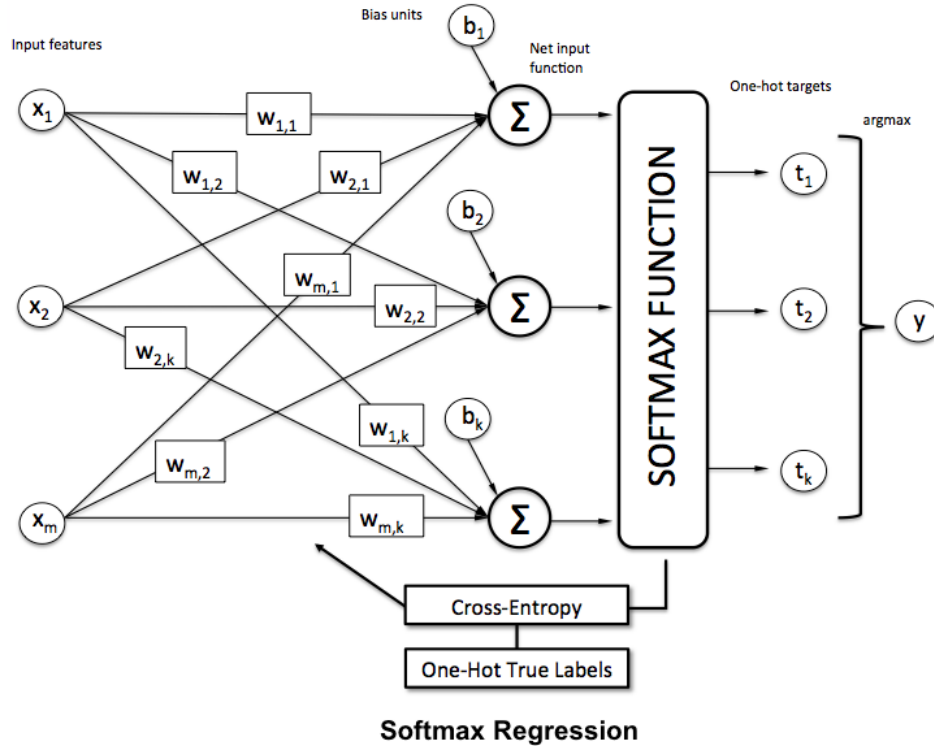 Input features
Bias units
b1
Net input
function
One-hot targets
argmax
x1
w1,1
Σ
w1,2
w2,1
t1
b2
x2
wm,1
w2,2
Σ
SOFTMAX FUNCTION
t2
y
w2,k
w1,k
bk
wm,2
tk
xm
wm,k
Σ
Cross-Entropy
One-Hot True Labels
Softmax Regression